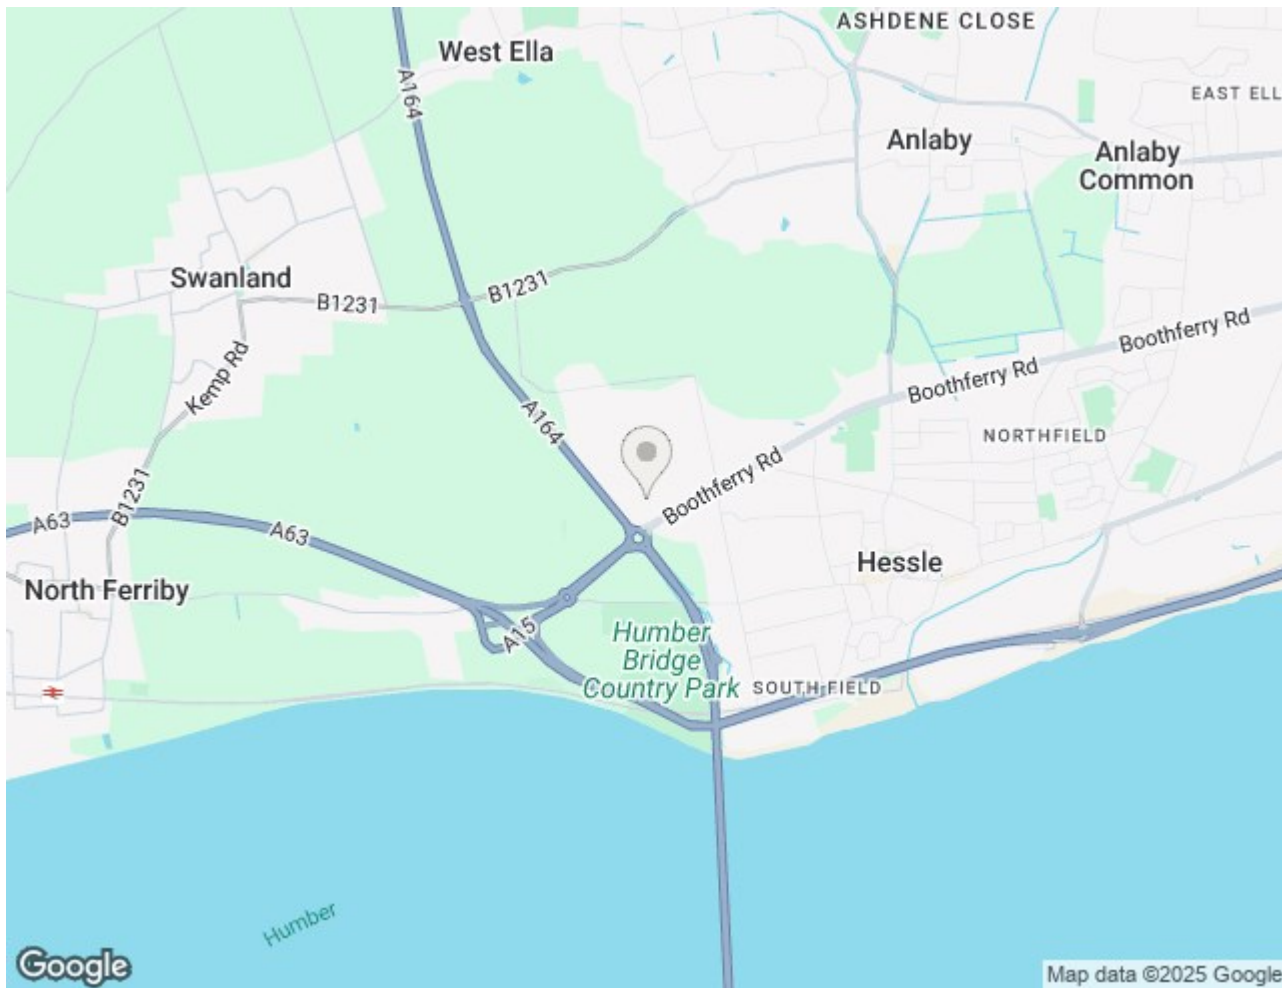 ASHDENE CLOSE
West Ella
A164
EAST ELL
Anlaby
Anlaby
Common
Swanland
B1231
B1231
Boothferry Rd
Kemp Rd
Boothferry Rd
A164
NORTHFIELD
Boothferry Rd
B1231
A63
A63
Hessle
North Ferriby
A15
Humber
Bridge
Country Park
SOUTH FIELD
Humber
Google
Map data ©2025 Google